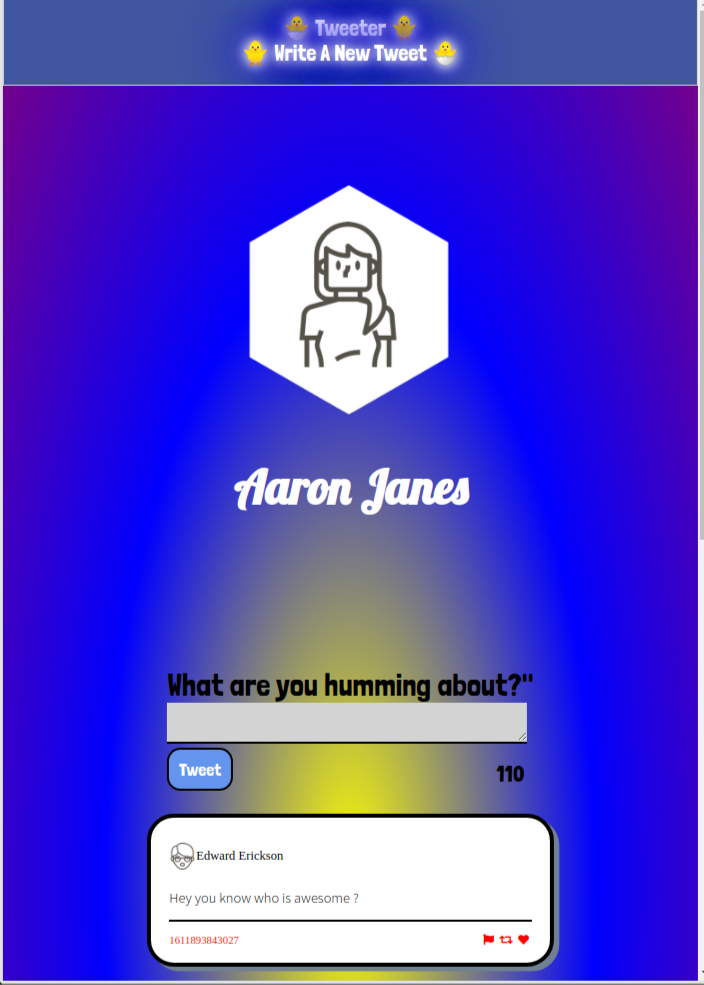 Tweeter
Write A New Tweet
Aaron Janes
What are you humming about?"
Tweet
110
Edward Erickson
Hey you know who is awesome ?
1611893843027